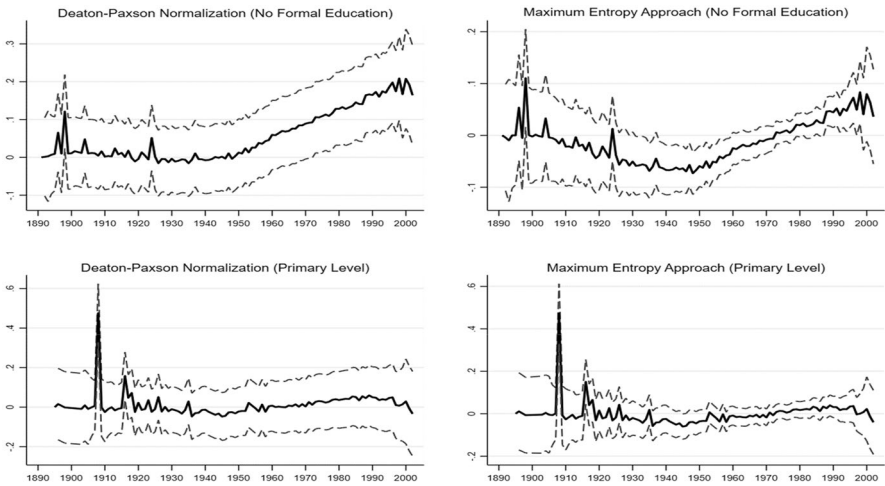 Deaton-Paxson Normalization (No Formal Education)
.3
.2
.1
0
-.1
1890 1900 1910 1920 1930 1940 1950 1960 1970 1980 1990 2000
Maximum Entropy Approach (No Formal Education)
.2
.1
0
-.1
1890 1900 1910 1920 1930 1940 1950 1960 1970 1980 1990 2000
Deaton-Paxson Normalization (Primary Level)
.6
.4
.2
0
-.2
1890 1900 1910 1920 1930 1940 1950 1960 1970 1980 1990 2000
Maximum Entropy Approach (Primary Level)
.6
.4
.2
0
-.2
1890 1900 1910 1920 1930 1940 1950 1960 1970 1980 1990 2000